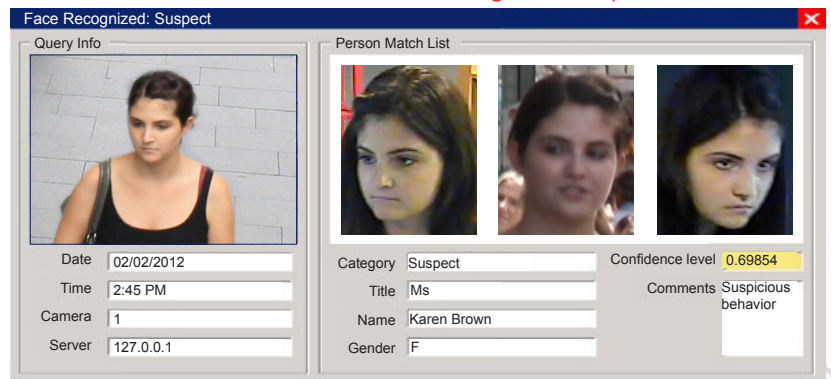 Face Recognized: Suspect
Query Info
Date 02/02/2012
Time 2:45 PM
Camera 1
Server 127.0.0.1
Person Match List
Category Suspect
Title Ms
Name Karen Brown
Gender F
Confidence level 0.69854
Comments Suspicious
behavior